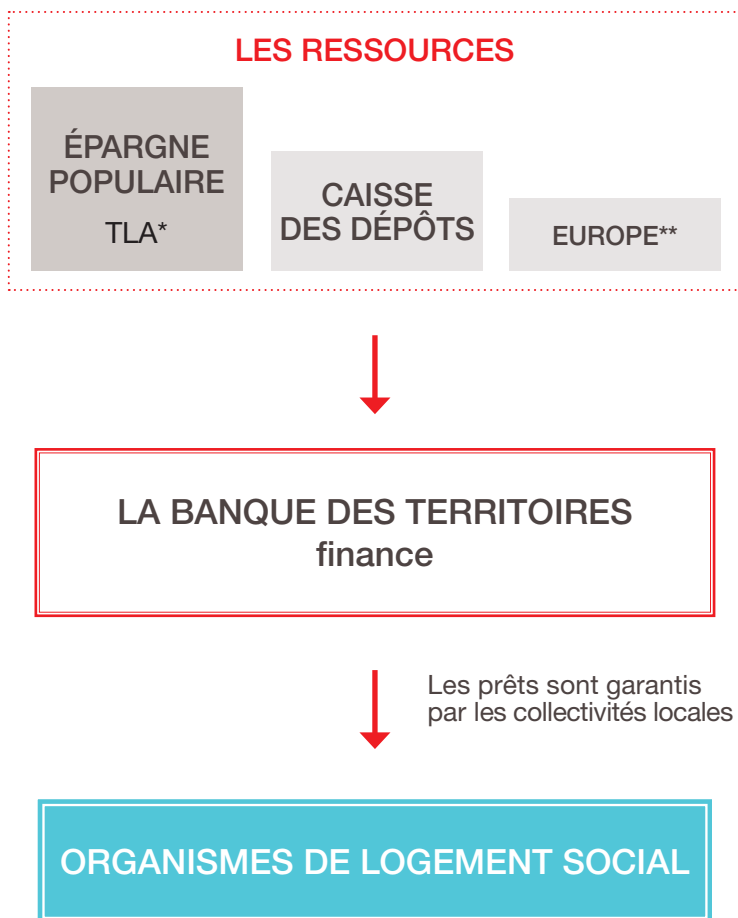 LES RESSOURCES
ÉPARGNE
POPULAIRE
TLA*
CAISSE
DES DÉPÔTS
EUROPE**
LA BANQUE DES TERRITOIRES
finance
Les prêts sont garantis
par les collectivités locales
ORGANISMES DE LOGEMENT SOCIAL